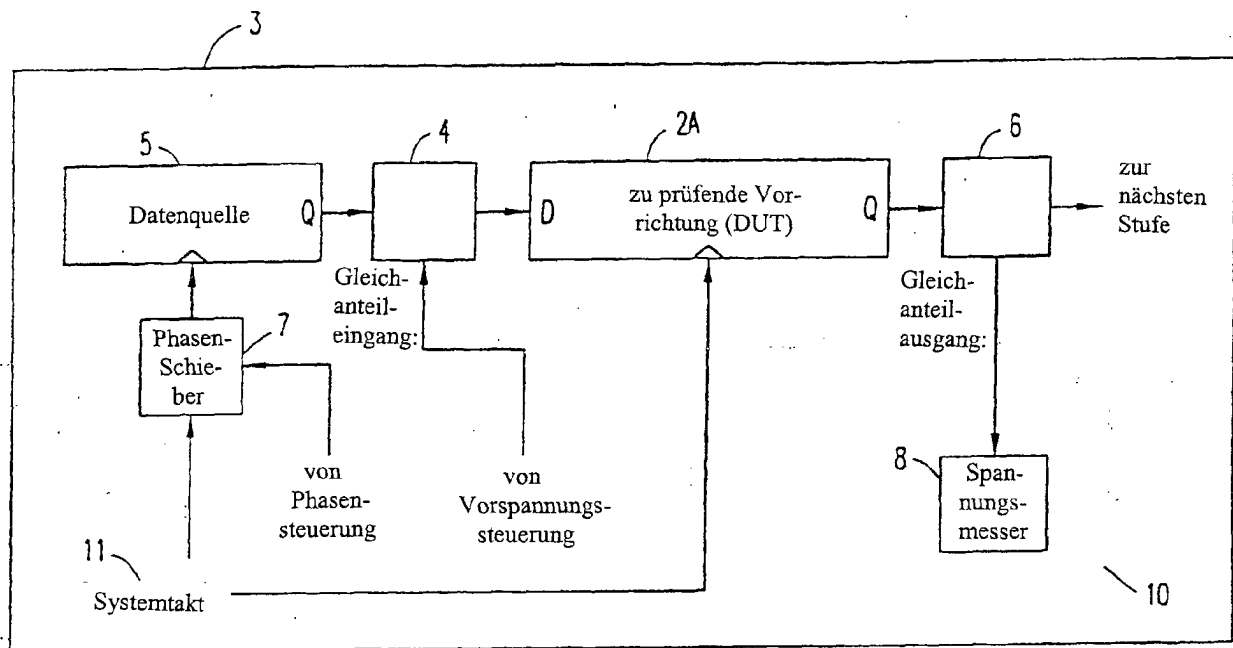 3
5
4
2A
6
Datenquelle
Q
D
zu prüfende Vor-
richtung (DUT)
Q
zur
nächsten
Stufe
Gleich-
anteil-
eingang:
Gleich-
anteil-
ausgang:
Phasen-
Schie-
ber
7
von
Phasen-
steuerung
von
Vorspannungs-
steuerung
8
Span-
nungs-
messer
11
Systemtakt
10